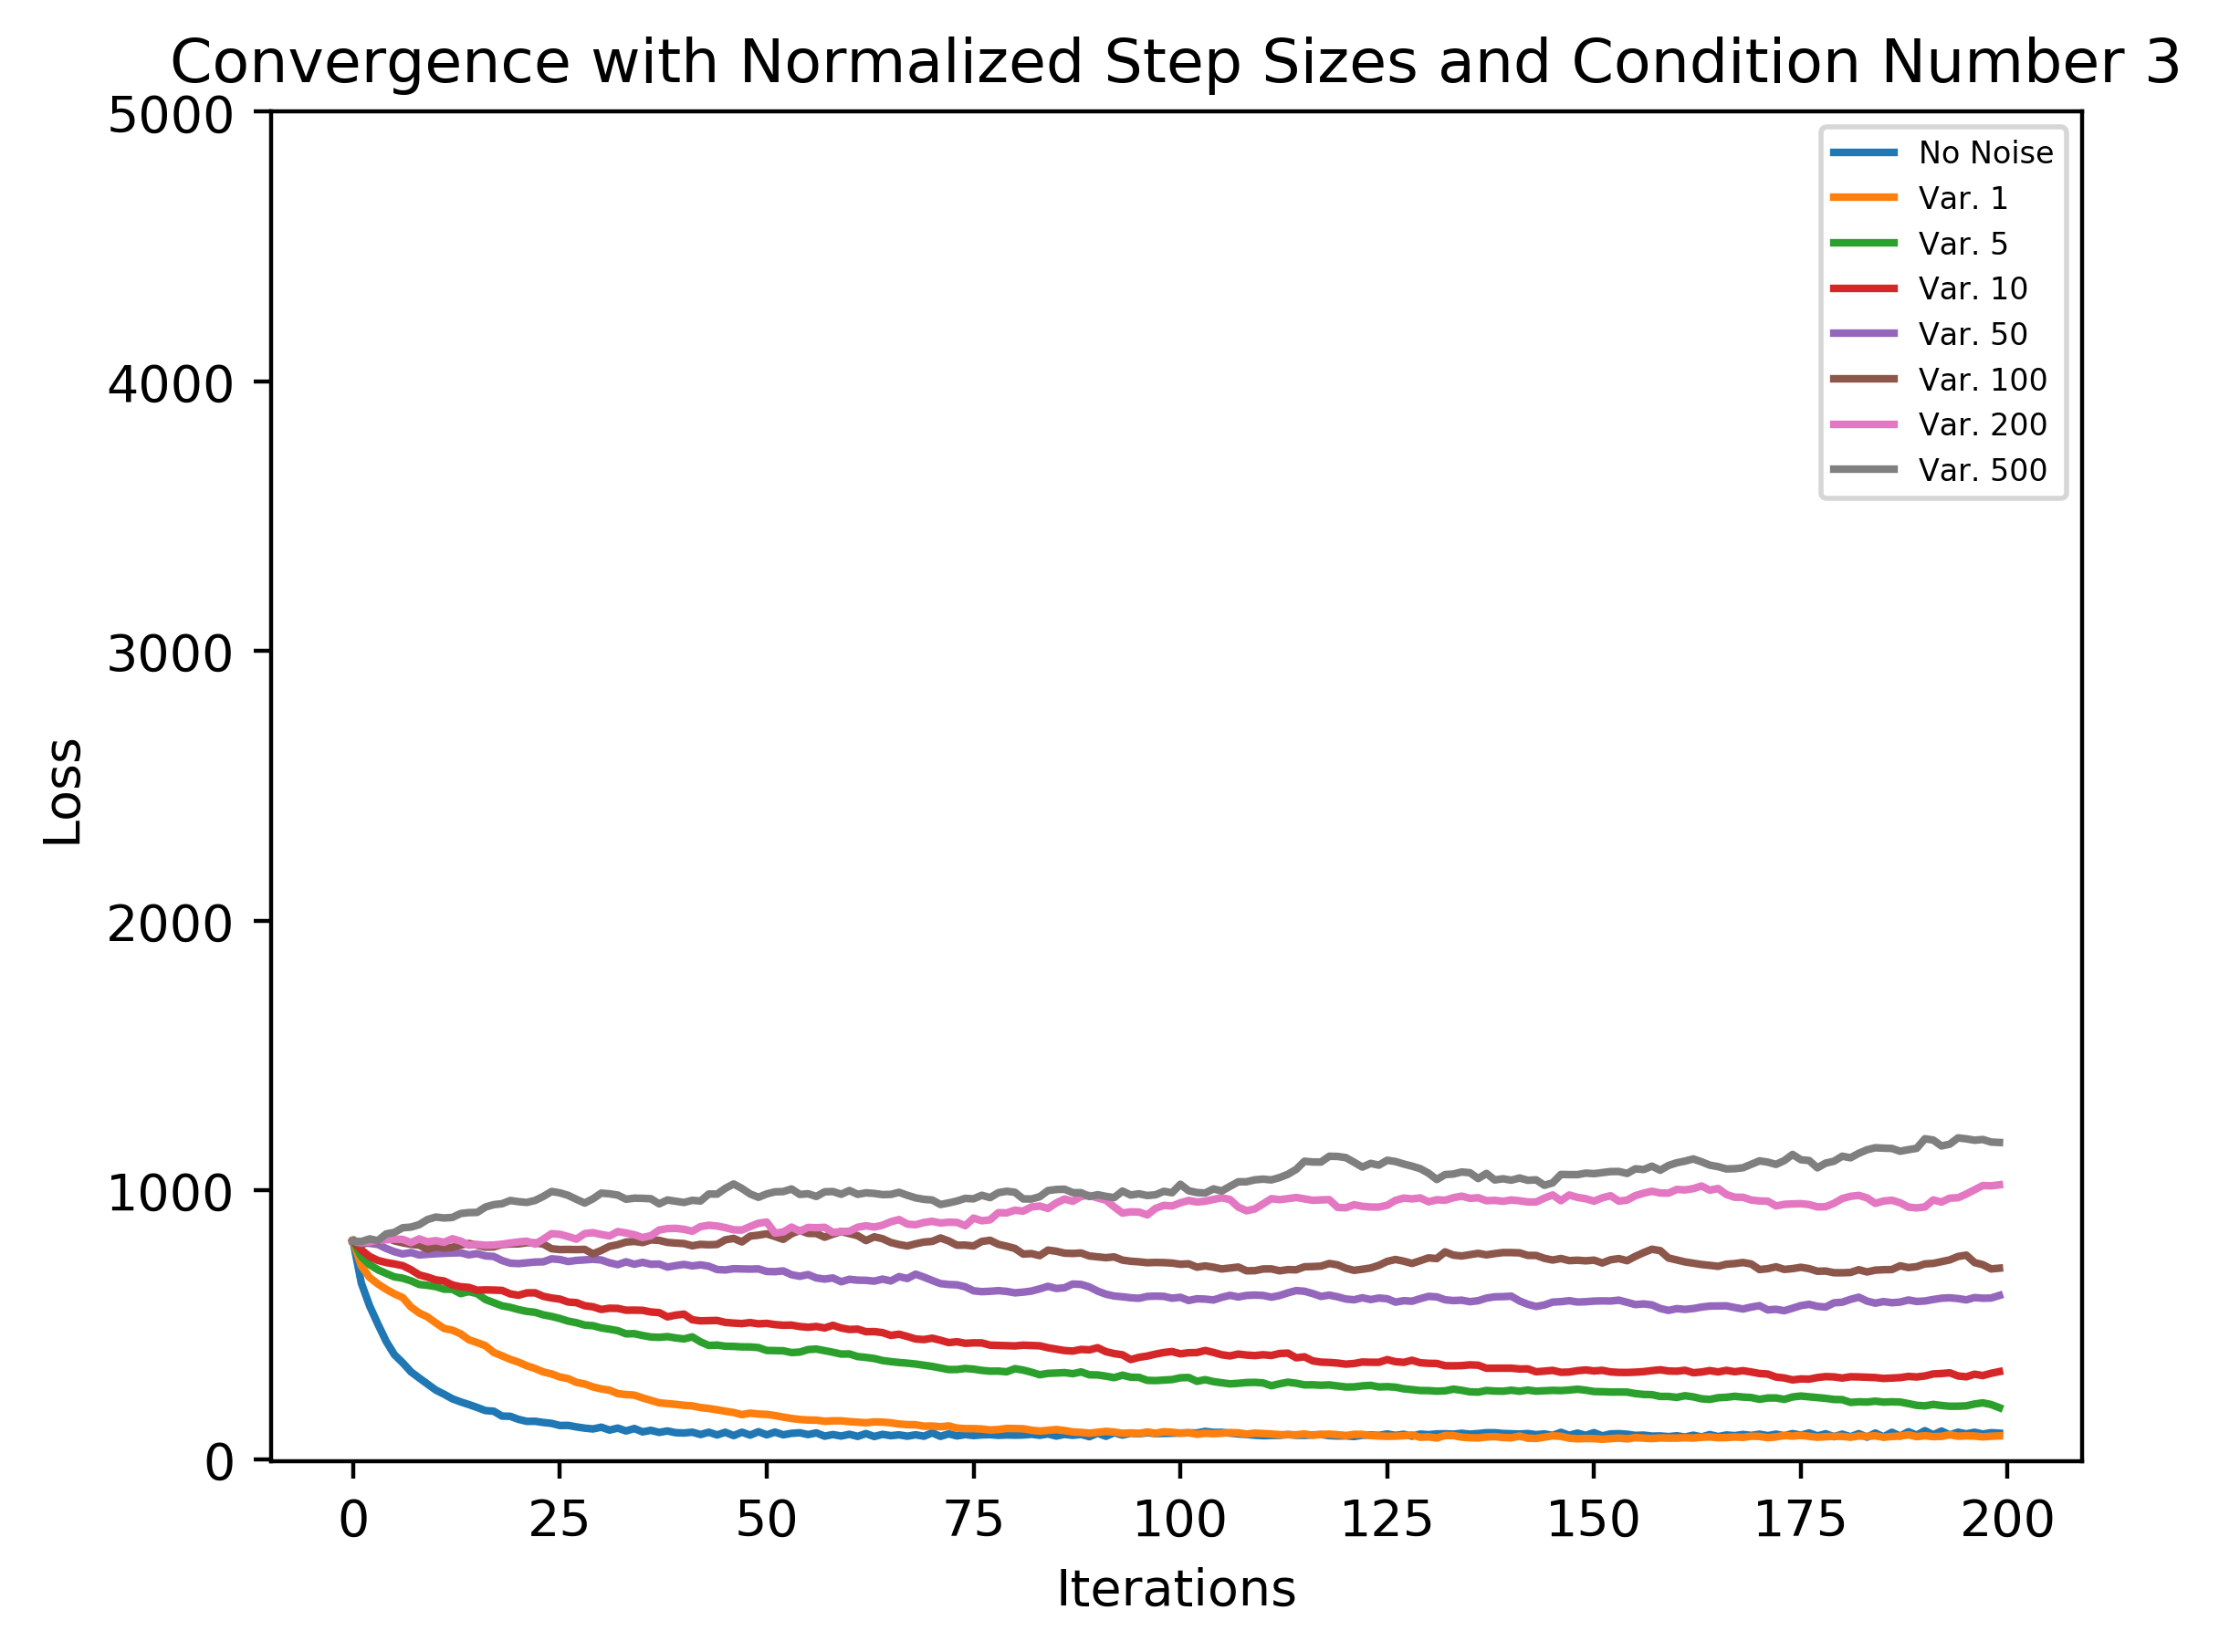 Convergence with Normalized Step Sizes and Condition Number 3
5000
4000
3000
2000
1000
0
Loss
No Noise
Var. 1
Var. 5
Var. 10
Var. 50
Var. 100
Var. 200
Var. 500
0 25 50 75 100 125 150 175 200
Iterations